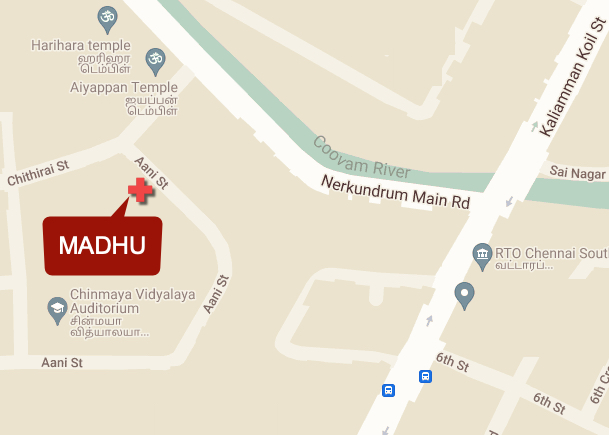 Harihara temple
ஹரிஹர
டெம்பிள்
Aiyappan Temple
ஐயப்பன்
டெம்பிள்
Kaliamman Koil St
Coovam River
Chithirai St
Aani St
Sai Nagar
Nerkundrum Main Rd
MADHU
RTO Chennai South
வட்டாரப்...
Aani St
Chinmaya Vidyalaya
Auditorium
சின்மயா
வித்யாலயா...
Aani St
6th St
6th St
6th Cr